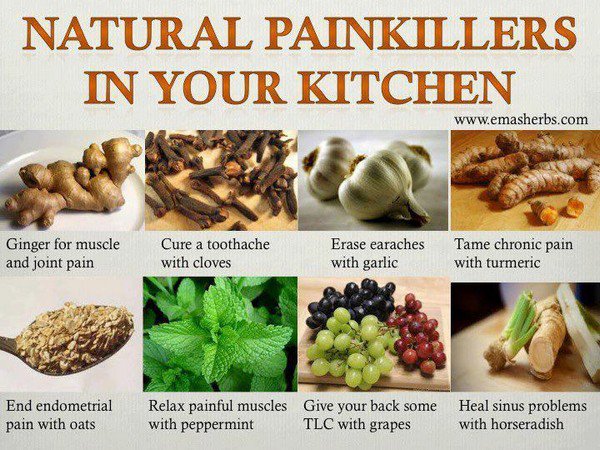 NATURAL PAINKILLERS
IN YOUR KITCHEN
www.emasherbs.com
Ginger for muscle
and joint pain
Cure a toothache
with cloves
Erase earaches
with garlic
Tame chronic pain
with turmeric
End endometrial
pain with oats
Relax painful muscles
with peppermint
Give your back some
TLC with grapes
Heal sinus problems
with horseradish